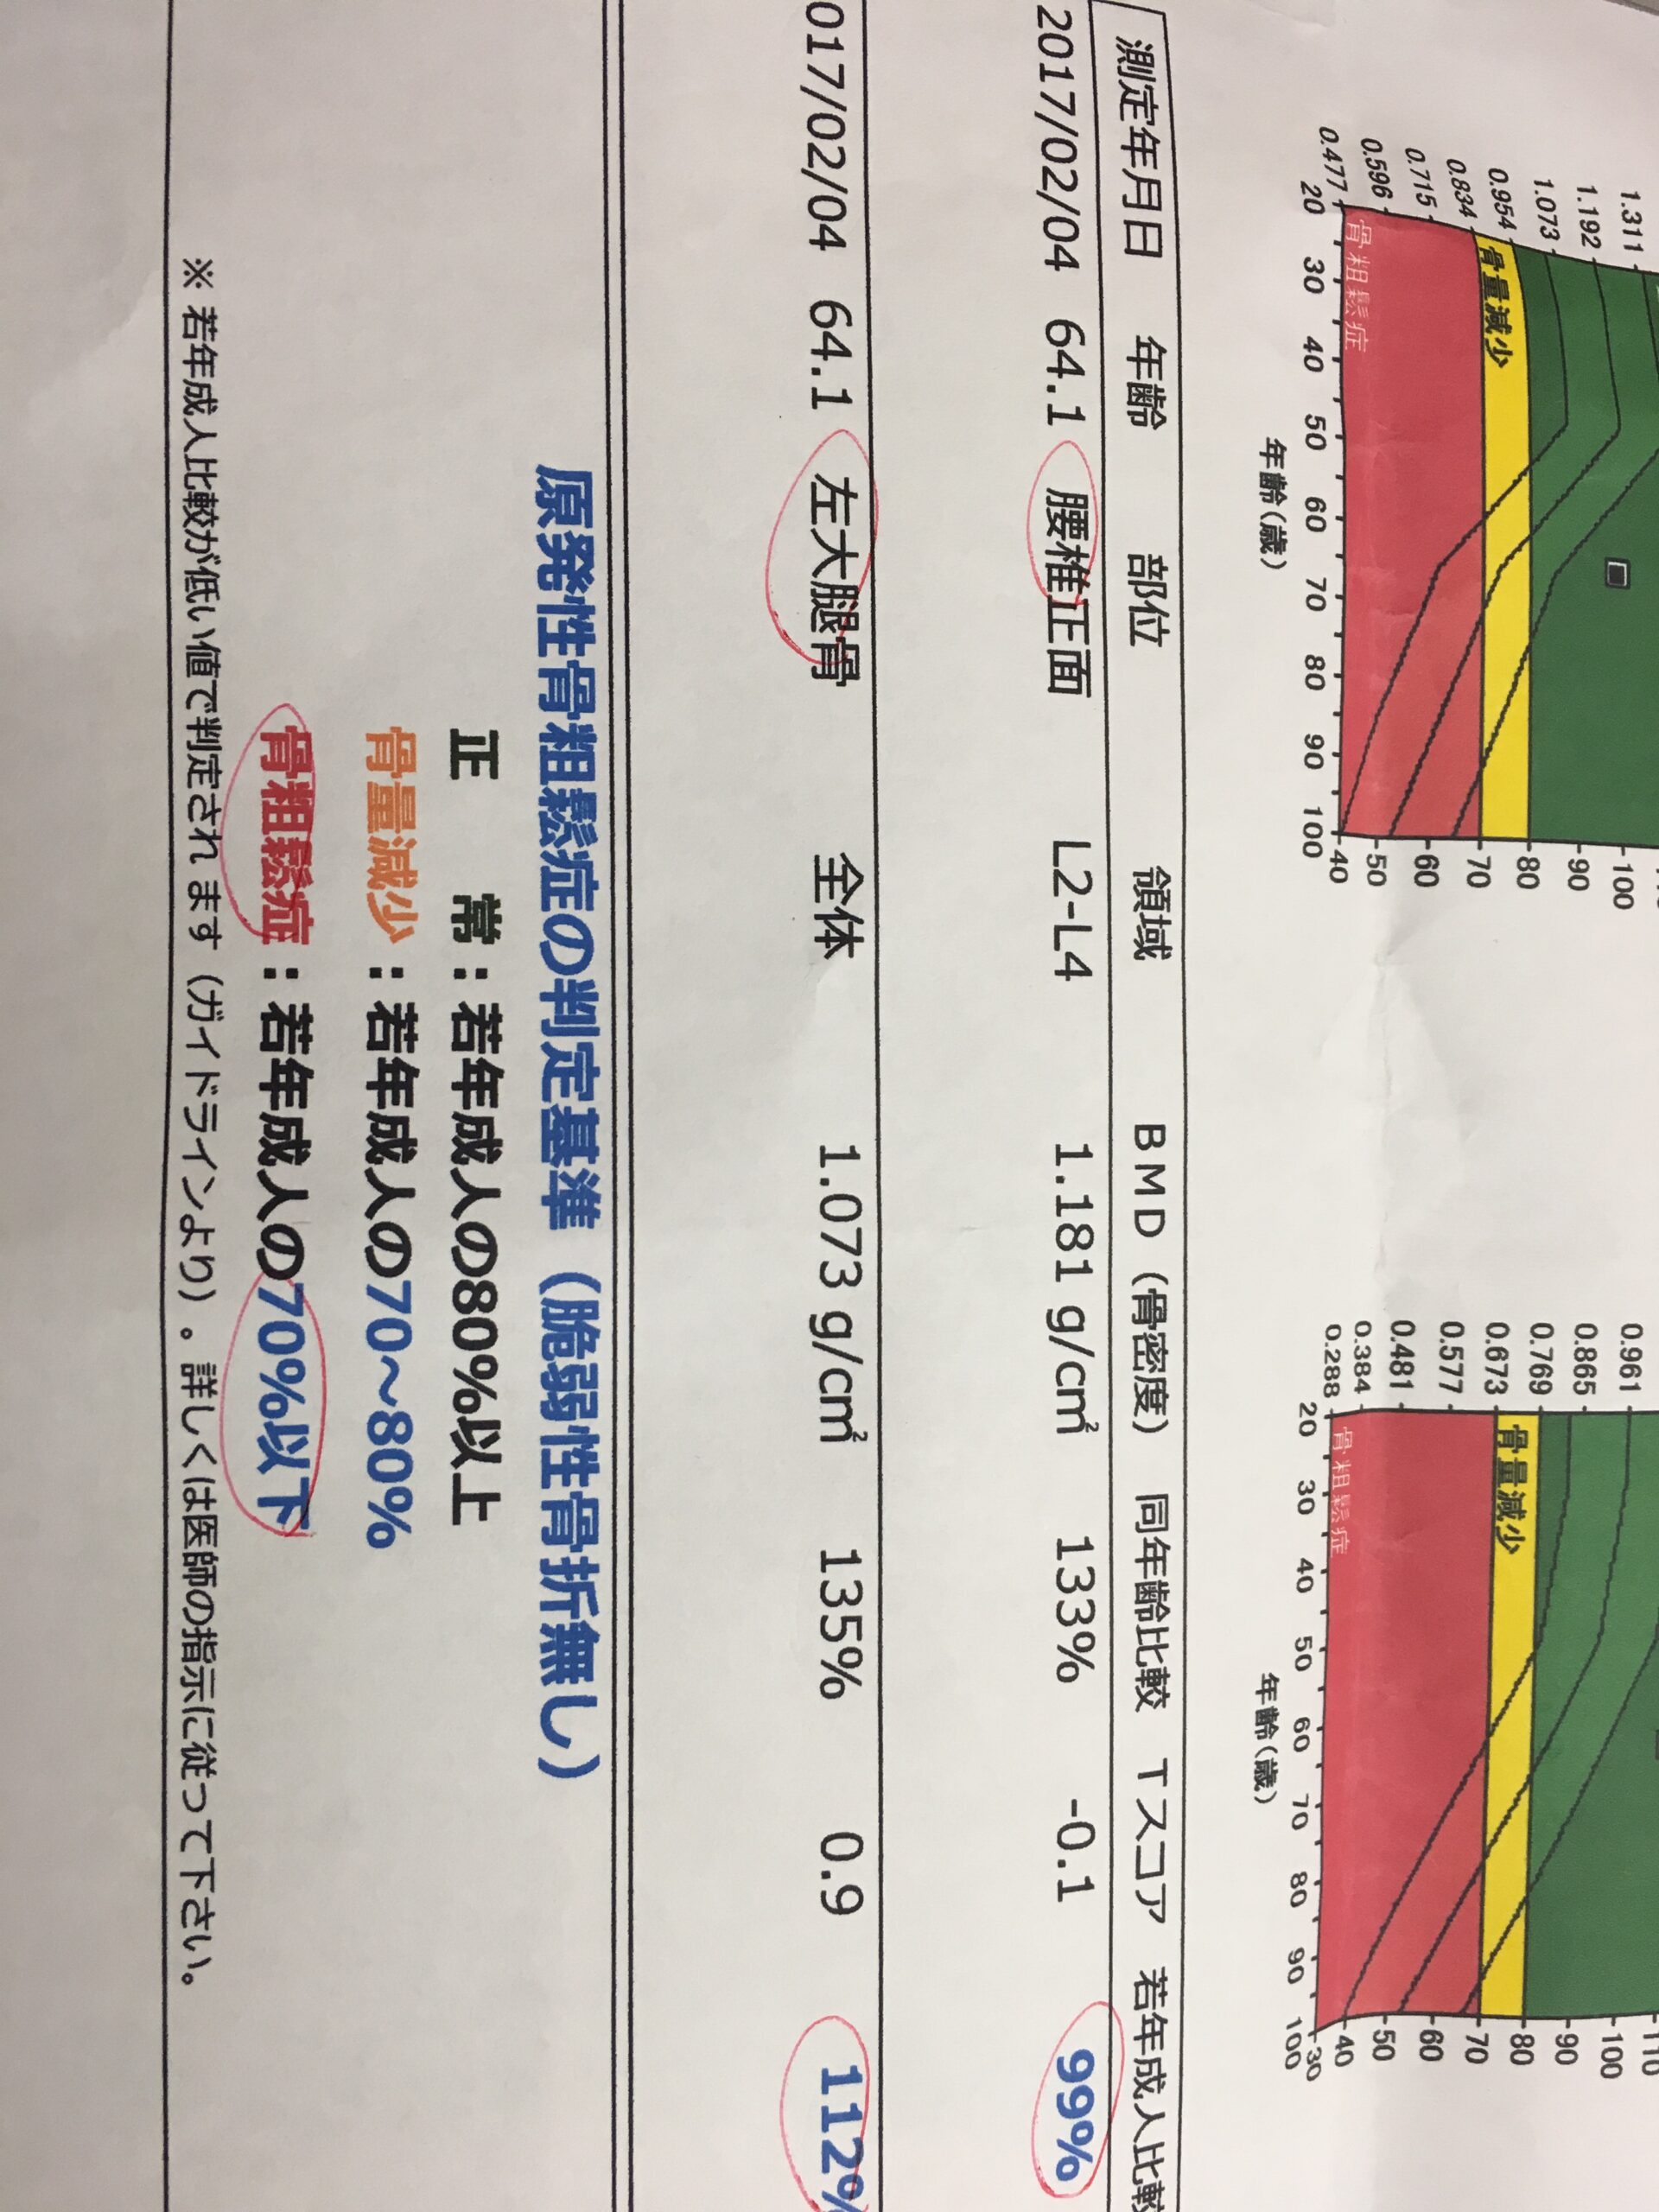 1.311
1.192
1.073
0.954
0.834
0.715
0.596
0.477
骨量減少
骨粗鬆症
100
90
80
70
60
50
40
20 30 40 50 60 70 80 90 100
年齢(歳)
0.961
0.865
0.769
0.673
0.577
0.481
0.384
0.288
骨量減少
骨粗鬆症
110
100
90
80
70
60
50
40
30
20 30 40 50 60 70 80 90 100
年齢(歳)
測定年月日 年齢 部位 領域 BMD(骨密度) 同年齢比較 Tスコア 若年成人比較
2017/02/04 64.1 腰椎正面 L2-L4 1.181 g/c㎡ 133% -0.1 99%
017/02/04 64.1 左大腿骨 全体 1.073 g/c㎡ 135% 0.9 112%
原発性骨粗鬆症の判定基準(脆弱性骨折無し)
正 常:若年成人の80%以上
骨量減少:若年成人の70~80%
骨粗鬆症:若年成人の70%以下
※ 若年成人比較が低い値で判定されます(ガイドラインより)。詳しくは医師の指示に従って下さい。